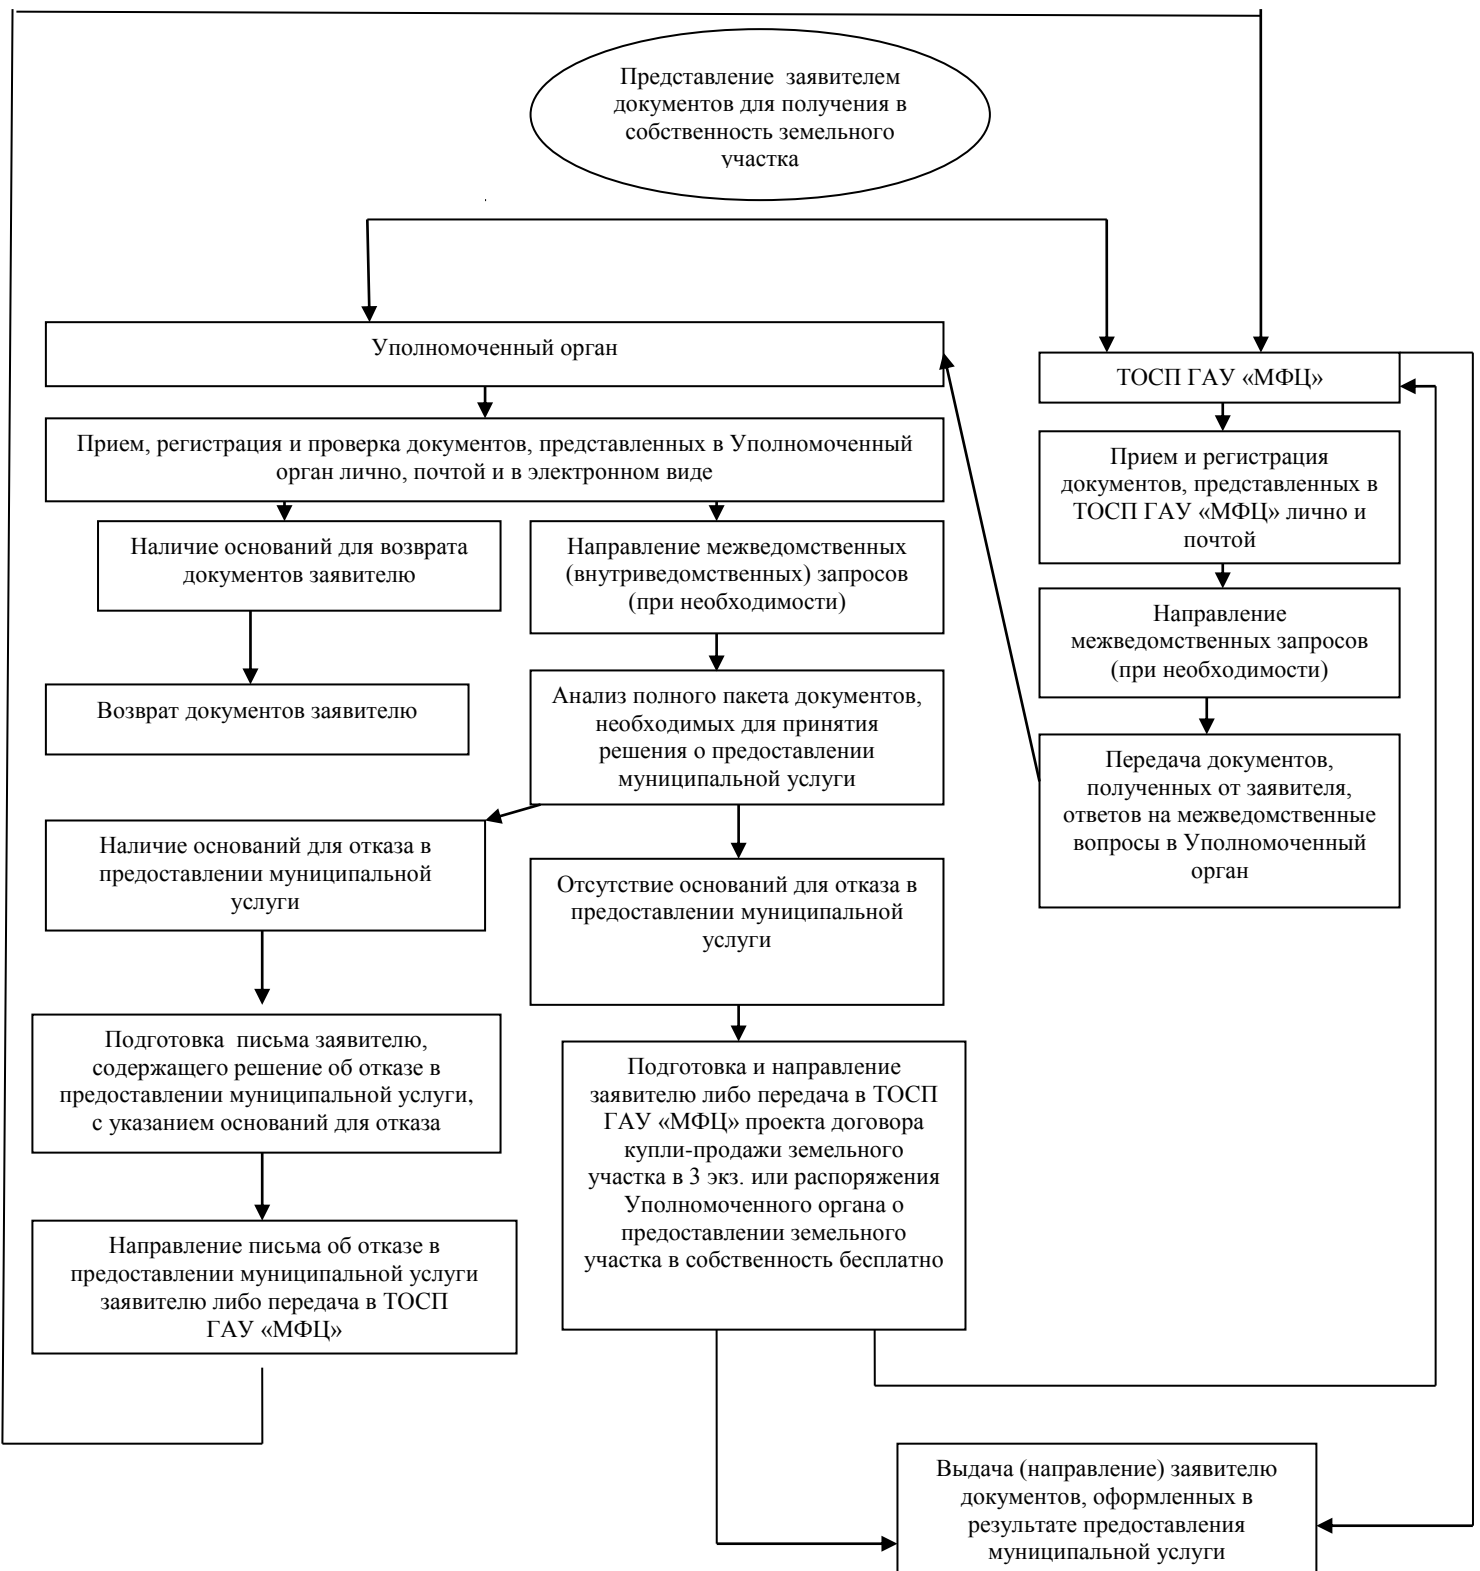 Представление заявителем
документов для получения в
собственность земельного
участка
Уполномоченный орган
ТОСП ГАУ «МФЦ»
Прием, регистрация и проверка документов, представленных в Уполномоченный
орган лично, почтой и в электронном виде
Прием и регистрация
документов, представленных в
ТОСП ГАУ «МФЦ» лично и
почтой
Наличие оснований для возврата
документов заявителю
Направление межведомственных
(внутриведомственных) запросов
(при необходимости)
Направление
межведомственных запросов
(при необходимости)
Возврат документов заявителю
Анализ полного пакета документов,
необходимых для принятия
решения о предоставлении
муниципальной услуги
Передача документов,
полученных от заявителя,
ответов на межведомственные
вопросы в Уполномоченный
орган
Наличие оснований для отказа в
предоставлении муниципальной
услуги
Отсутствие оснований для отказа в
предоставлении муниципальной
услуги
Подготовка письма заявителю,
содержащего решение об отказе в
предоставлении муниципальной услуги,
с указанием оснований для отказа
Подготовка и направление
заявителю либо передача в ТОСП
ГАУ «МФЦ» проекта договора
купли-продажи земельного
участка в 3 экз. или распоряжения
Уполномоченного органа о
предоставлении земельного
участка в собственность бесплатно
Направление письма об отказе в
предоставлении муниципальной услуги
заявителю либо передача в ТОСП
ГАУ «МФЦ»
Выдача (направление) заявителю
документов, оформленных в
результате предоставления
муниципальной услуги